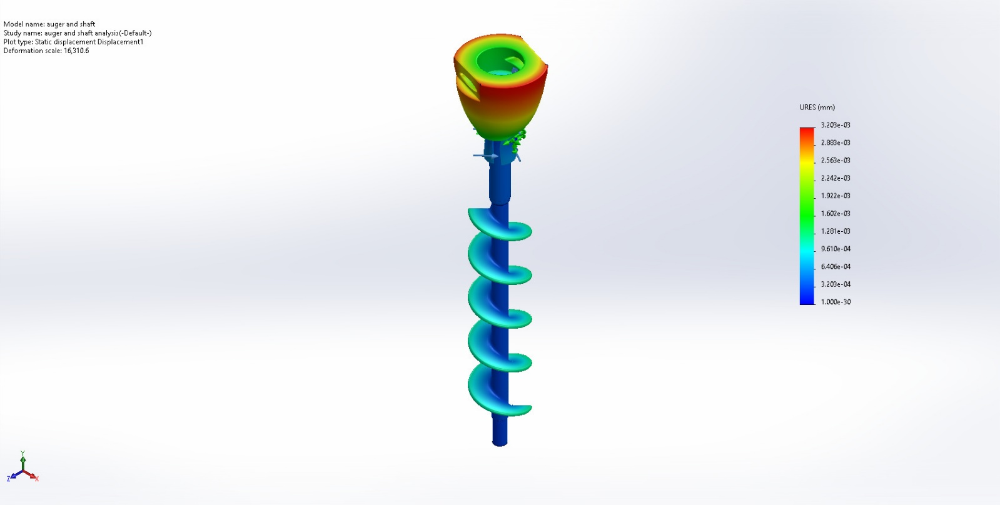 Model name: auger and shaft
Study name: auger and shaft analysis(-Default-)
Plot type: Static displacement Displacement1
Deformation scale: 16,310.6
URES (mm)
3.203e-03
2.883e-03
2.563e-03
2.242e-03
1.922e-03
1.602e-03
1.281e-03
9.610e-04
6.406e-04
3.203e-04
1.000e-30
Y
Z
X